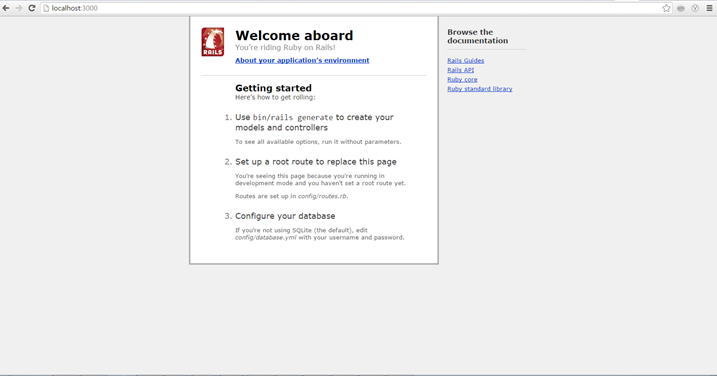 localhost:3000
RAILS
Welcome aboard
You're riding Ruby on Rails!
About your application's environment
Getting started
Here's how to get rolling:
1. Use bin/rails generate to create your
models and controllers
To see all available options, run it without parameters.
2. Set up a root route to replace this page
You're seeing this page because you're running in
development mode and you haven't set a root route yet.
Routes are set up in config/routes.rb.
3. Configure your database
If you're not using SQLite (the default), edit
config/database.yml with your username and password.
Browse the
documentation
Rails Guides
Rails API
Ruby core
Ruby standard library